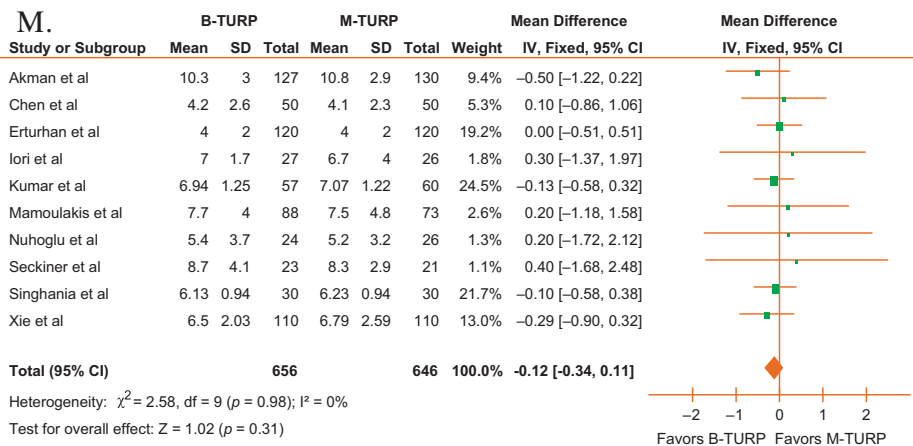 M.
B-TURP M-TURP Mean Difference Mean Difference
Study or Subgroup Mean SD Total Mean SD Total Weight IV, Fixed, 95% CI IV, Fixed, 95% CI
Akman et al 10.3 3 127 10.8 2.9 130 9.4% −0.50 [−1.22, 0.22]
Chen et al 4.2 2.6 50 4.1 2.3 50 5.3% 0.10 [−0.86, 1.06]
Erturhan et al 4 2 120 4 2 120 19.2% 0.00 [−0.51, 0.51]
Iori et al 7 1.7 27 6.7 4 26 1.8% 0.30 [−1.37, 1.97]
Kumar et al 6.94 1.25 57 7.07 1.22 60 24.5% −0.13 [−0.58, 0.32]
Mamoulakis et al 7.7 4 88 7.5 4.8 73 2.6% 0.20 [−1.18, 1.58]
Nuhoglu et al 5.4 3.7 24 5.2 3.2 26 1.3% 0.20 [−1.72, 2.12]
Seckiner et al 8.7 4.1 23 8.3 2.9 21 1.1% 0.40 [−1.68, 2.48]
Singhania et al 6.13 0.94 30 6.23 0.94 30 21.7% −0.10 [−0.58, 0.38]
Xie et al 6.5 2.03 110 6.79 2.59 110 13.0% −0.29 [−0.90, 0.32]
Total (95% CI) 656 646 100.0% -0.12 [-0.34, 0.11]
Heterogeneity: χ² = 2.58, df = 9 (p = 0.98); I² = 0%
Test for overall effect: Z = 1.02 (p = 0.31)
−2 −1 0 1 2
Favors B-TURP Favors M-TURP